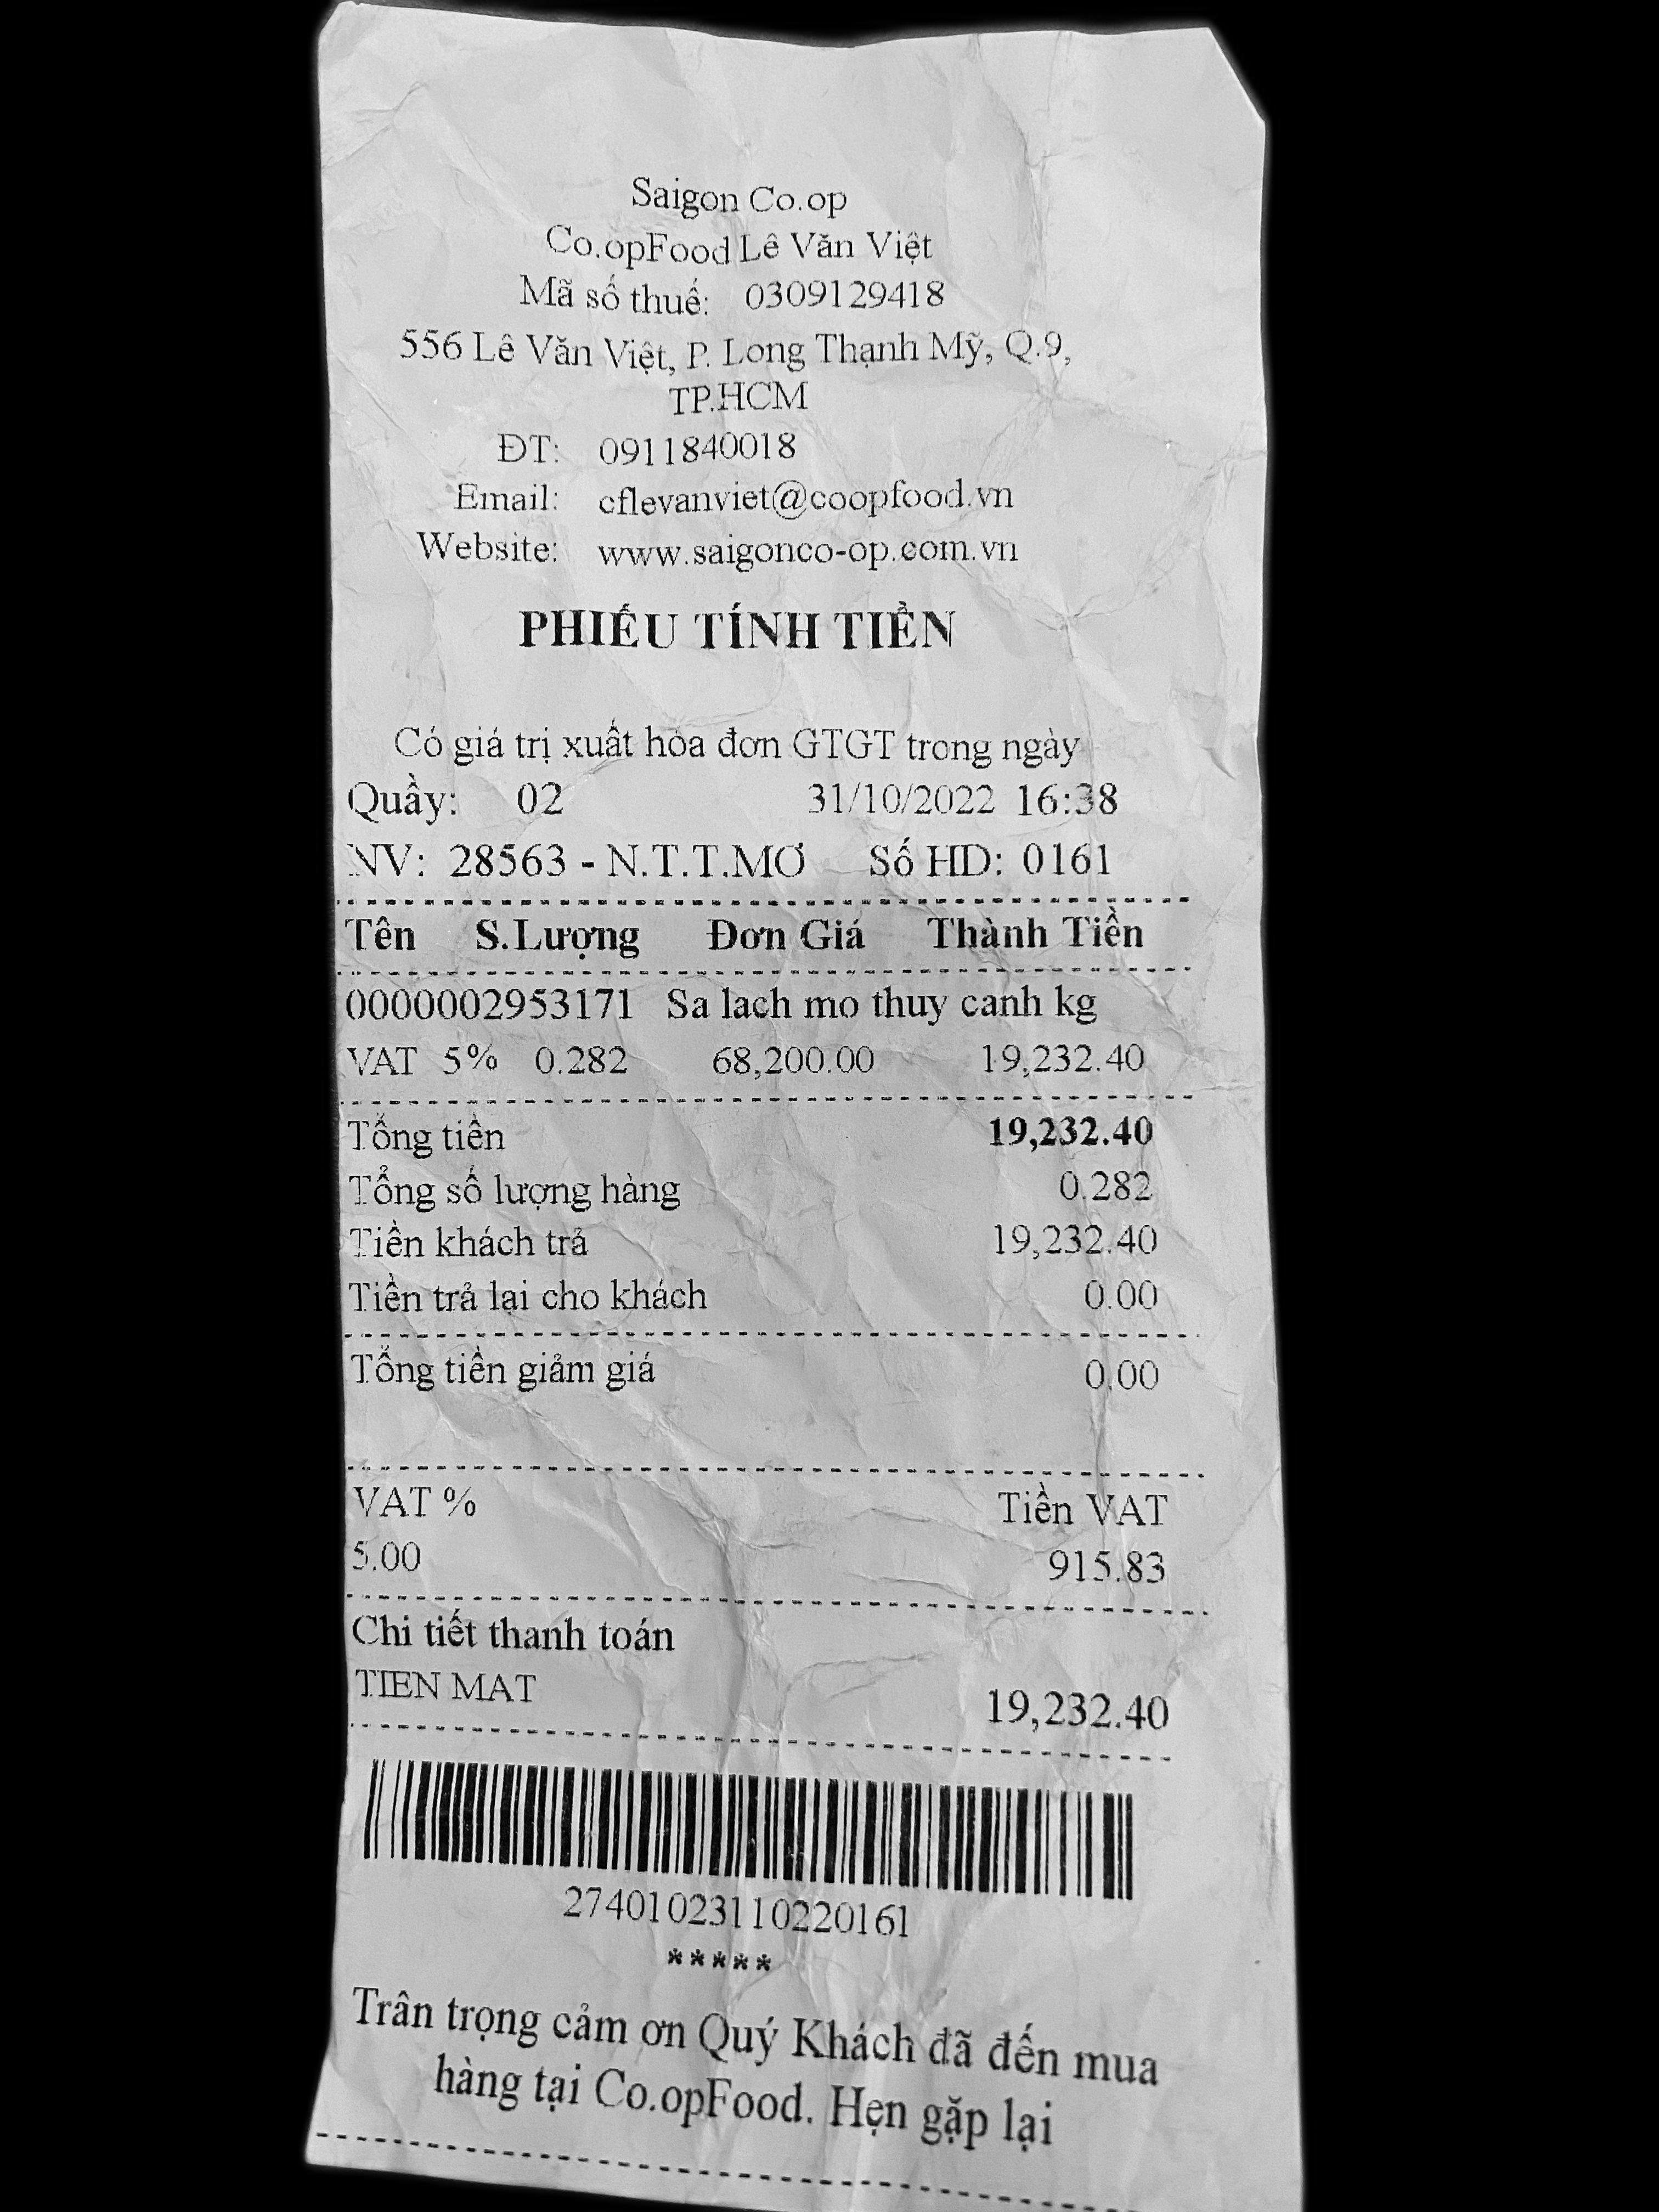 Saigon Co.op
Co.opFood Lê Văn Việt
Mã số thuế: 0309129418
556 Lê Văn Việt, P. Long Thạnh Mỹ, Q.9,
TP.HCM
ĐT: 0911840018
Email: cflevanviet@coopfood.vn
Website: www.saigonco-op.com.vn
PHIẾU TÍNH TIỀN
Có giá trị xuất hóa đơn GTGT trong ngày
Quầy: 02 31/10/2022 16:38
NV: 28563 - N.T.T.MƠ Số HD: 0161
Tên S.Lượng Đơn Giá Thành Tiền
0000002953171 Sa lach mo thuy canh kg
VAT 5% 0.282 68,200.00 19,232.40
Tổng tiền 19,232.40
Tổng số lượng hàng 0.282
Tiền khách trả 19,232.40
Tiền trả lại cho khách 0.00
Tổng tiền giảm giá 0.00
VAT % Tiền VAT
5.00 915.83
Chi tiết thanh toán
TIEN MAT 19,232.40
27401023110220161
*****
Trân trọng cảm ơn Quý Khách đã đến mua
hàng tại Co.opFood. Hẹn gặp lại